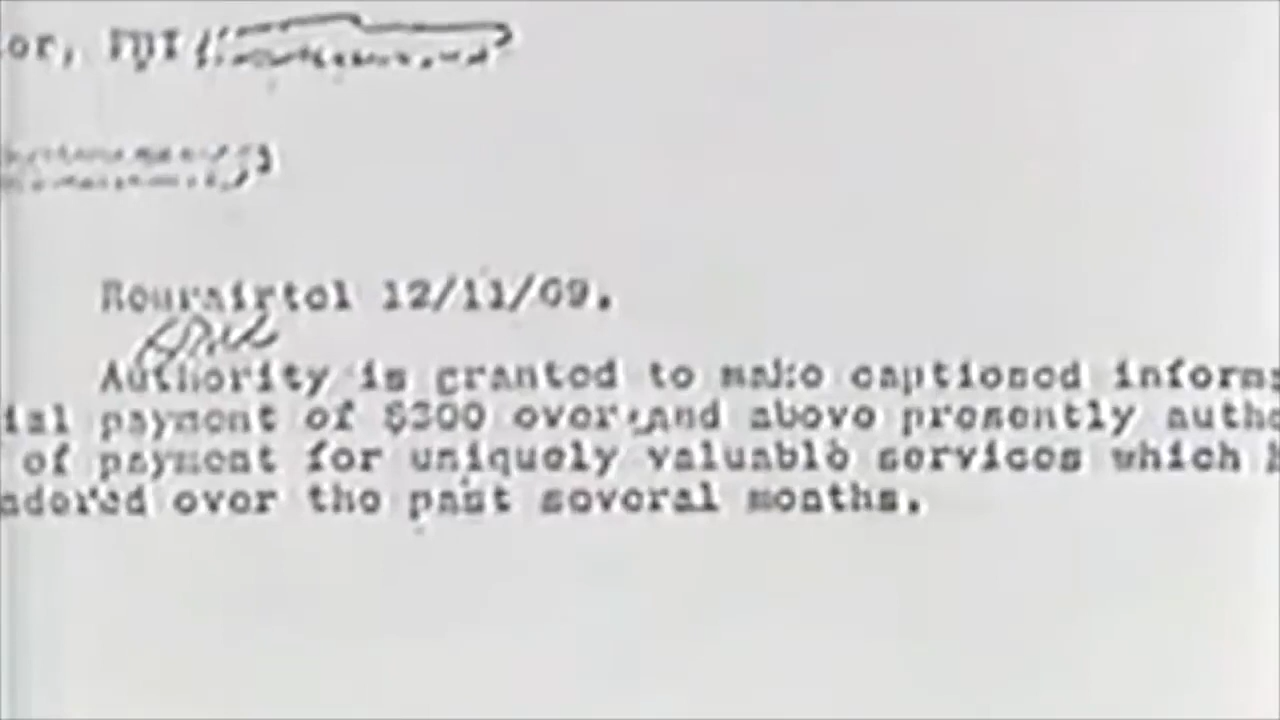 or, FBI
Rourairtel 12/11/69.
Authority is granted to make captioned inform
ial payment of $300 over and above presently auth
of payment for uniquely valuable services which h
ndered over the past several months.